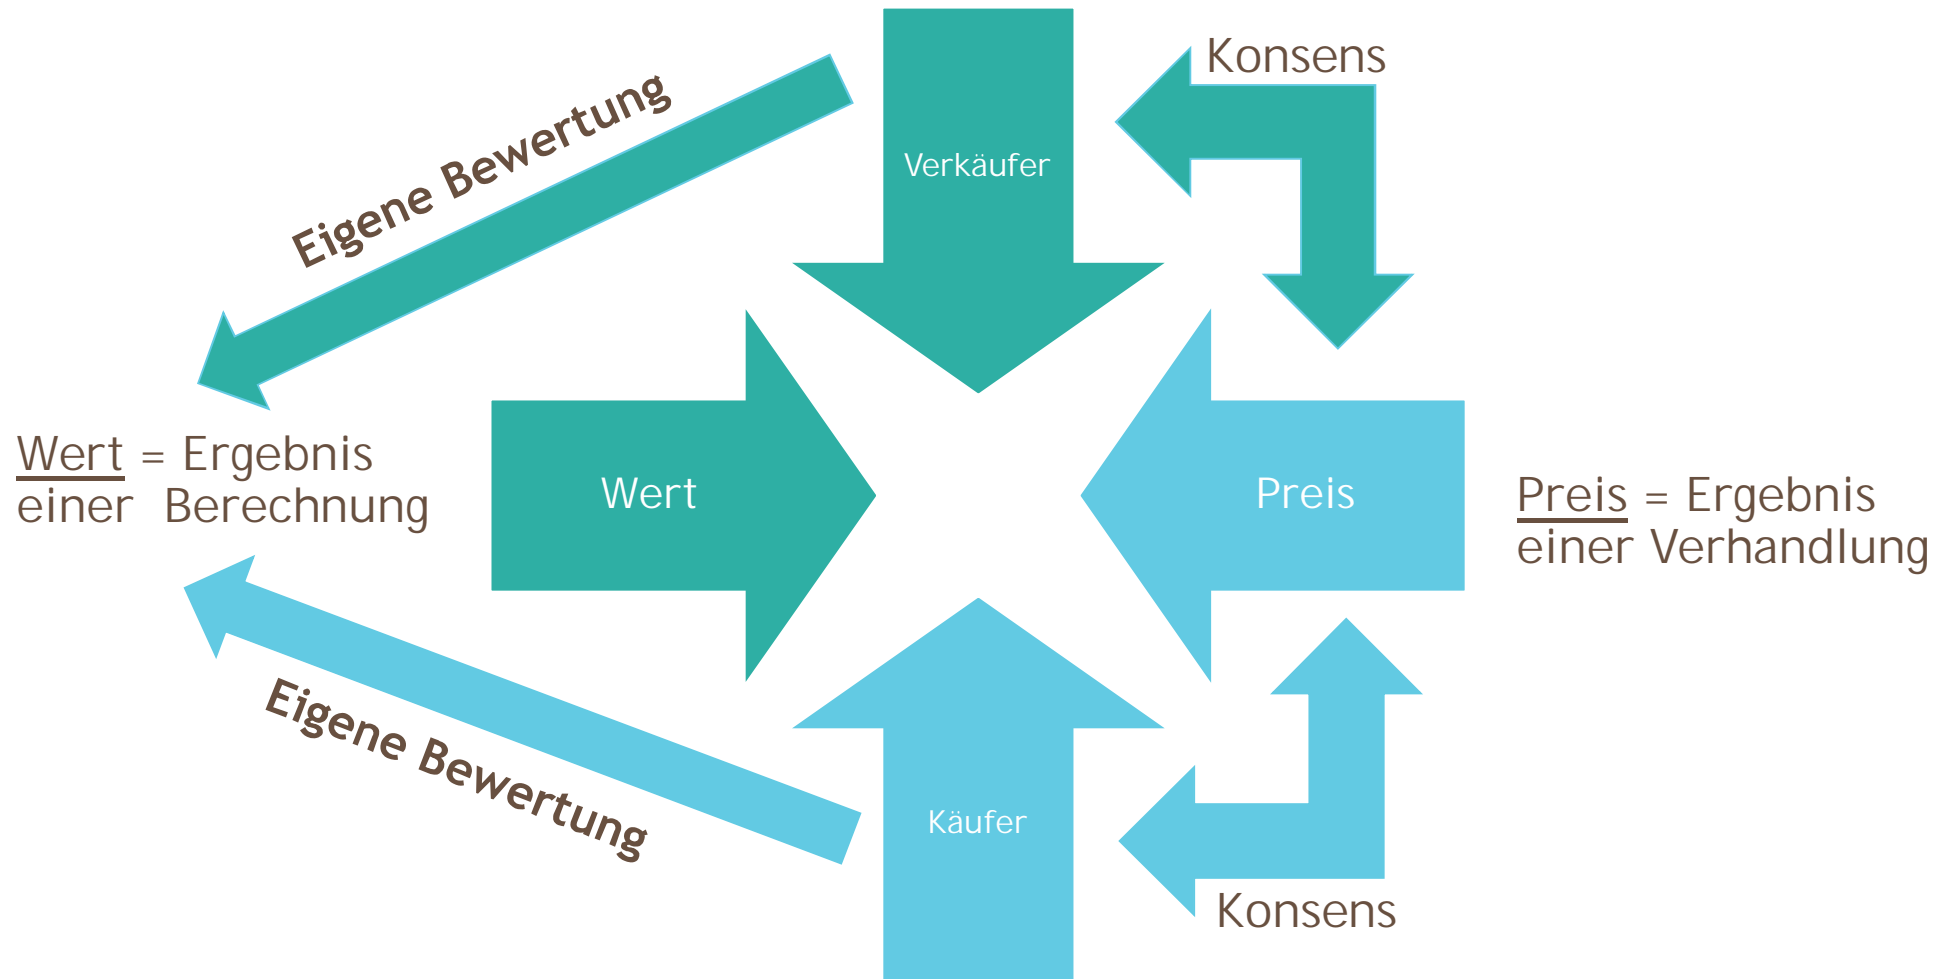 Konsens
Eigene Bewertung
Verkäufer
Wert = Ergebnis
einer Berechnung
Wert
Preis
Preis = Ergebnis
einer Verhandlung
Eigene Bewertung
Käufer
Konsens